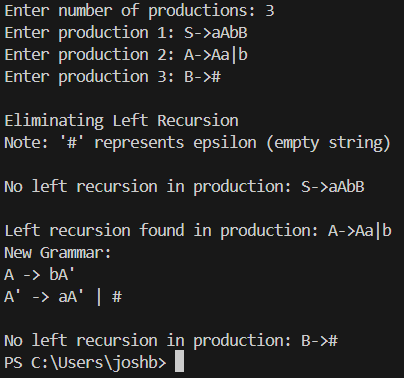 Enter number of productions: 3
Enter production 1: S->aAbB
Enter production 2: A->Aa|b
Enter production 3: B->#
Eliminating Left Recursion
Note: '#' represents epsilon (empty string)
No left recursion in production: S->aAbB
Left recursion found in production: A->Aa|b
New Grammar:
A -> bA'
A' -> aA' | #
No left recursion in production: B->#
PS C:\Users\joshb>